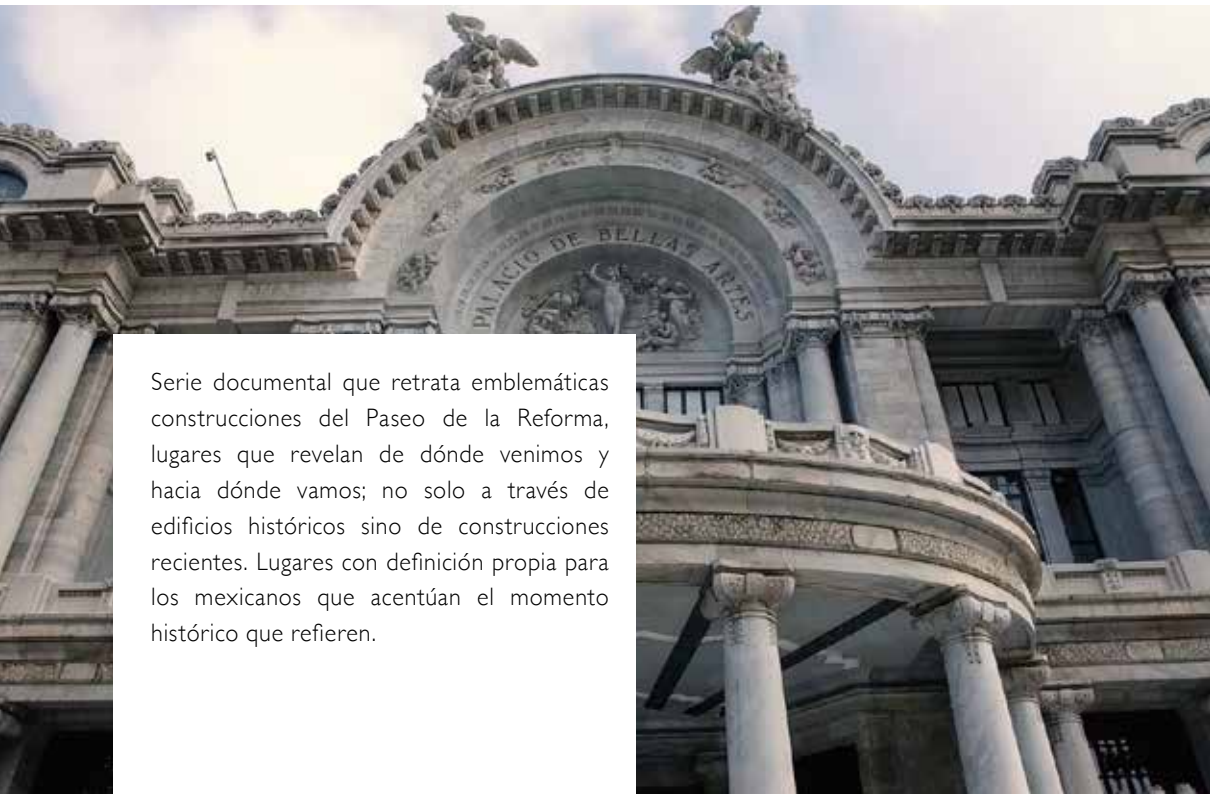 PALACIO DE BELLAS ARTES
Serie documental que retrata emblemáticas
construcciones del Paseo de la Reforma,
lugares que revelan de dónde venimos y
hacia dónde vamos; no solo a través de
edificios históricos sino de construcciones
recientes. Lugares con definición propia para
los mexicanos que acentúan el momento
histórico que refieren.